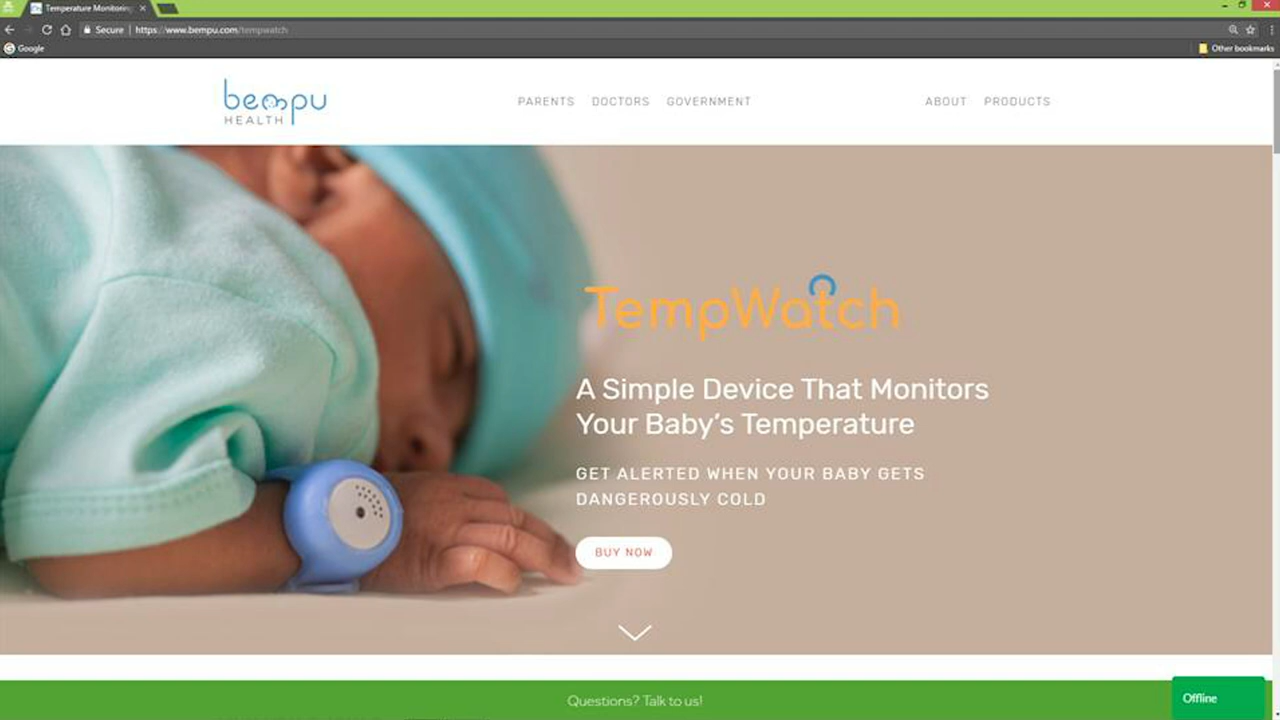 Temperature Monitoring
Secure | https://www.bempu.com/tempwatch
Google
Other bookmarks
bempu
HEALTH
PARENTS DOCTORS GOVERNMENT
ABOUT PRODUCTS
TempWatch
A Simple Device That Monitors
Your Baby's Temperature
GET ALERTED WHEN YOUR BABY GETS
DANGEROUSLY COLD
BUY NOW
Questions? Talk to us!
Offline